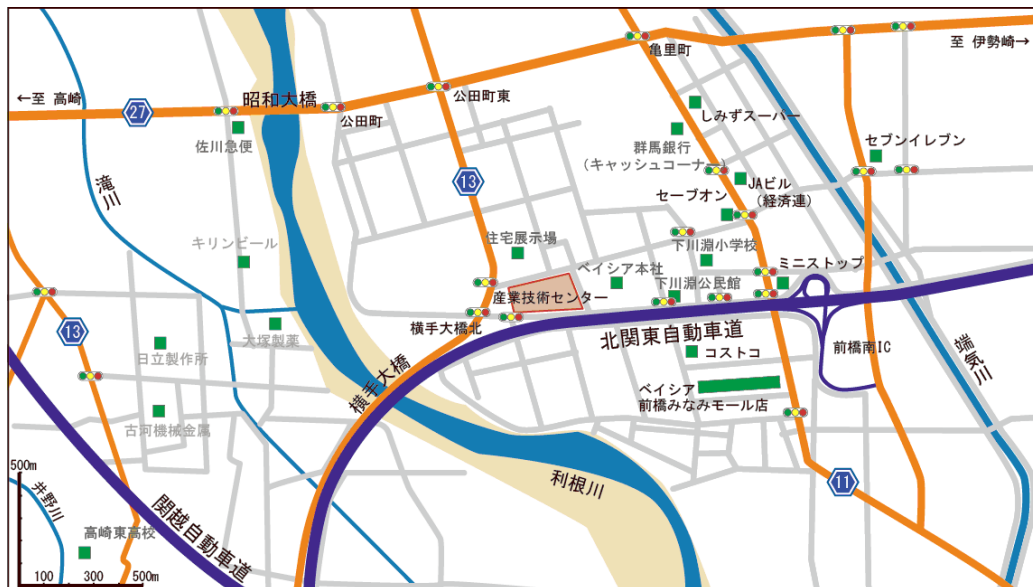 至 伊勢崎→
亀里町
←至 高崎
27
昭和大橋
公田町東
公田町
佐川急便
しみずスーパー
群馬銀行
(キャッシュコーナー)
セブンイレブン
滝川
13
JAビル
(経済連)
セーブオン
キリンビール
住宅展示場
下川淵小学校
ベイシア本社
下川淵公民館
ミニストップ
産業技術センター
横手大橋北
北関東自動車道
13
大塚製薬
日立製作所
コストコ
前橋南IC
端気川
横手大橋
ベイシア
前橋みなみモール店
古河機械金属
500m
井野川
関越自動車道
利根川
11
高崎東高校
100
300
500m